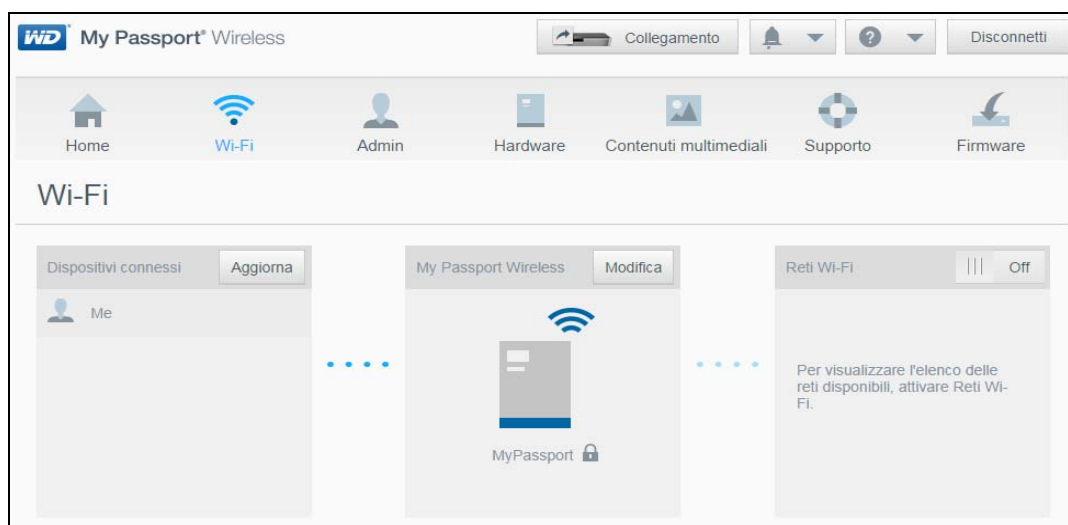 WD My Passport® Wireless
Collegamento
Disconnetti
Home
Wi-Fi
Admin
Hardware
Contenuti multimediali
Supporto
Firmware
Wi-Fi
Dispositivi connessi
Aggiorna
Me
My Passport Wireless
Modifica
MyPassport
Reti Wi-Fi
Off
Per visualizzare l'elenco delle
reti disponibili, attivare Reti Wi-
Fi.